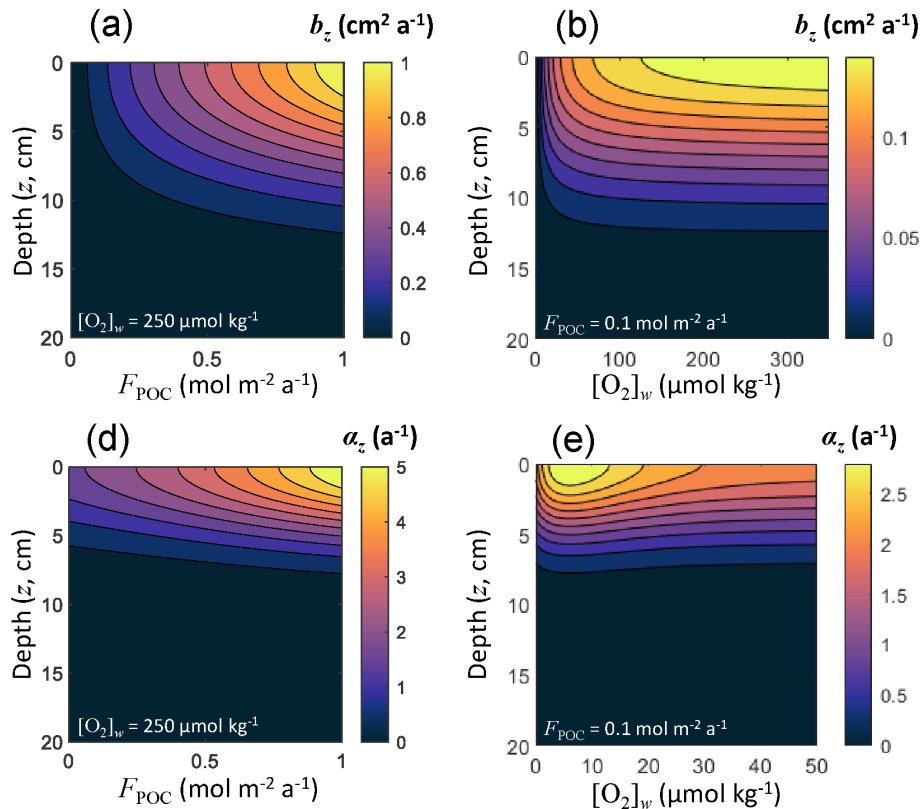 (a)
b_z (cm² a⁻¹)
0
5
10
15
20
Depth (z, cm)
[O₂]_w = 250 µmol kg⁻¹
0
0.5
1
F_POC (mol m⁻² a⁻¹)
1
0.8
0.6
0.4
0.2
0
(b)
b_z (cm² a⁻¹)
0
5
10
15
20
Depth (z, cm)
F_POC = 0.1 mol m⁻² a⁻¹
0
100
200
300
[O₂]_w (µmol kg⁻¹)
0.1
0.05
0
(d)
α_z (a⁻¹)
0
5
10
15
20
Depth (z, cm)
[O₂]_w = 250 µmol kg⁻¹
0
0.5
1
F_POC (mol m⁻² a⁻¹)
5
4
3
2
1
0
(e)
α_z (a⁻¹)
0
5
10
15
20
Depth (z, cm)
F_POC = 0.1 mol m⁻² a⁻¹
0
10
20
30
40
50
[O₂]_w (µmol kg⁻¹)
2.5
2
1.5
1
0.5
0